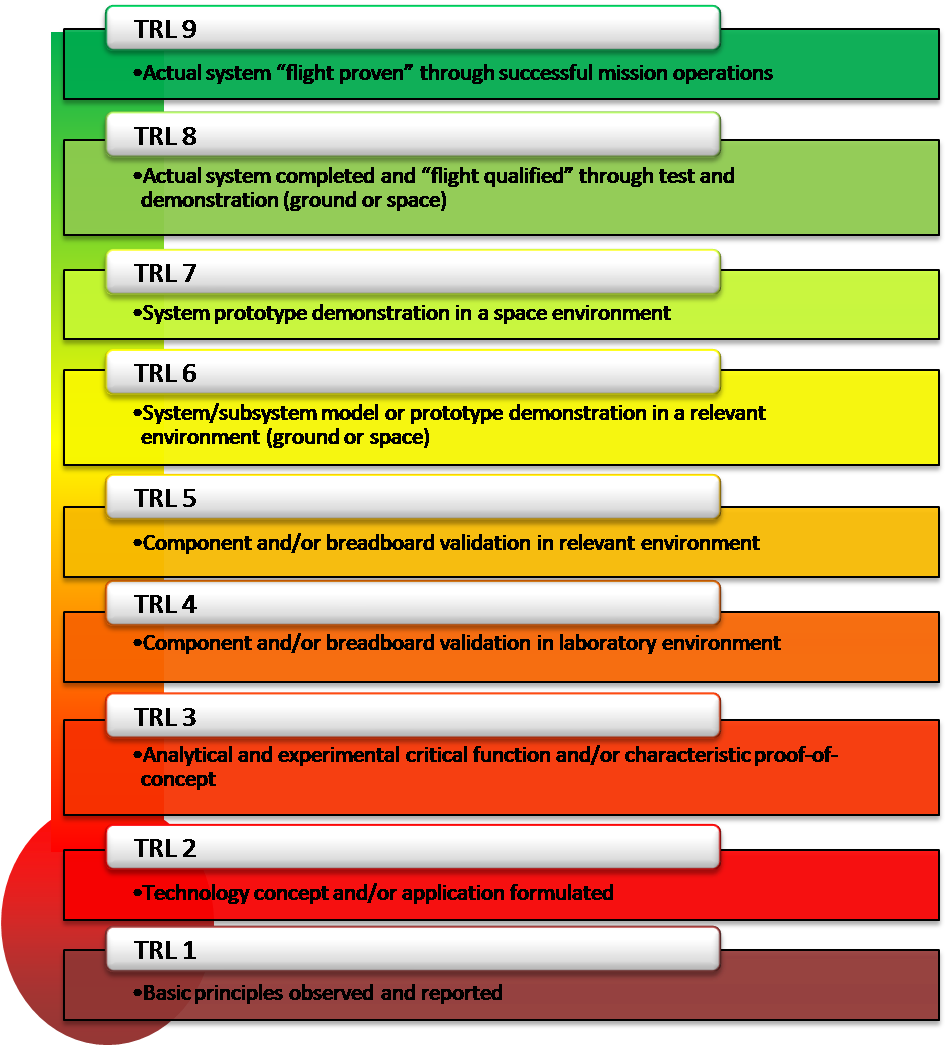 TRL 9
•Actual system “flight proven” through successful mission operations
TRL 8
•Actual system completed and “flight qualified” through test and
demonstration (ground or space)
TRL 7
•System prototype demonstration in a space environment
TRL 6
•System/subsystem model or prototype demonstration in a relevant
environment (ground or space)
TRL 5
•Component and/or breadboard validation in relevant environment
TRL 4
•Component and/or breadboard validation in laboratory environment
TRL 3
•Analytical and experimental critical function and/or characteristic proof-of-
concept
TRL 2
•Technology concept and/or application formulated
TRL 1
•Basic principles observed and reported